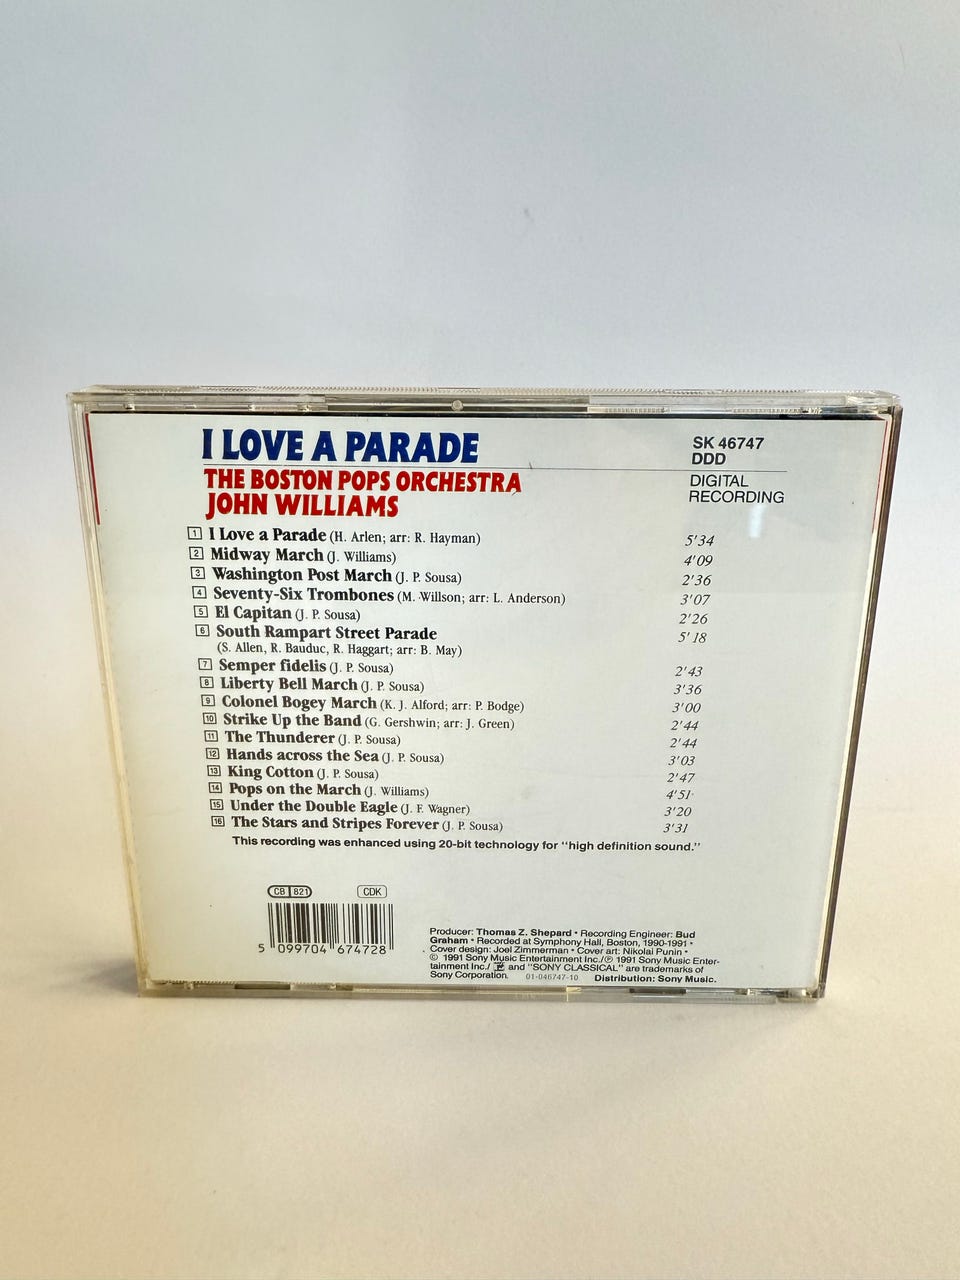 I LOVE A PARADE
THE BOSTON POPS ORCHESTRA
JOHN WILLIAMS
SK 46747
DDD
DIGITAL
RECORDING
1 I Love a Parade (H. Arlen; arr: R. Hayman) 5'34
2 Midway March (J. Williams) 4'09
3 Washington Post March (J. P. Sousa) 2'36
4 Seventy-Six Trombones (M. Willson; arr: L. Anderson) 3'07
5 El Capitan (J. P. Sousa) 2'26
6 South Rampart Street Parade 5'18
(S. Allen, R. Bauduc, R. Haggart; arr: B. May)
7 Semper fidelis (J. P. Sousa) 2'43
8 Liberty Bell March (J. P. Sousa) 3'36
9 Colonel Bogey March (K. J. Alford; arr: P. Bodge) 3'00
10 Strike Up the Band (G. Gershwin; arr: J. Green) 2'44
11 The Thunderer (J. P. Sousa) 2'44
12 Hands across the Sea (J. P. Sousa) 3'03
13 King Cotton (J. P. Sousa) 2'47
14 Pops on the March (J. Williams) 4'51
15 Under the Double Eagle (J. F. Wagner) 3'20
16 The Stars and Stripes Forever (J. P. Sousa) 3'31
This recording was enhanced using 20-bit technology for "high definition sound."
CB 821 CDK
5 099704 674728
Producer: Thomas Z. Shepard • Recording Engineer: Bud
Graham • Recorded at Symphony Hall, Boston, 1990-1991 •
Cover design: Joel Zimmerman • Cover art: Nikolai Punin •
© 1991 Sony Music Entertainment Inc./℗ 1991 Sony Music Enter-
tainment Inc./ and "SONY CLASSICAL" are trademarks of
Sony Corporation. 01-046747-10 Distribution: Sony Music.